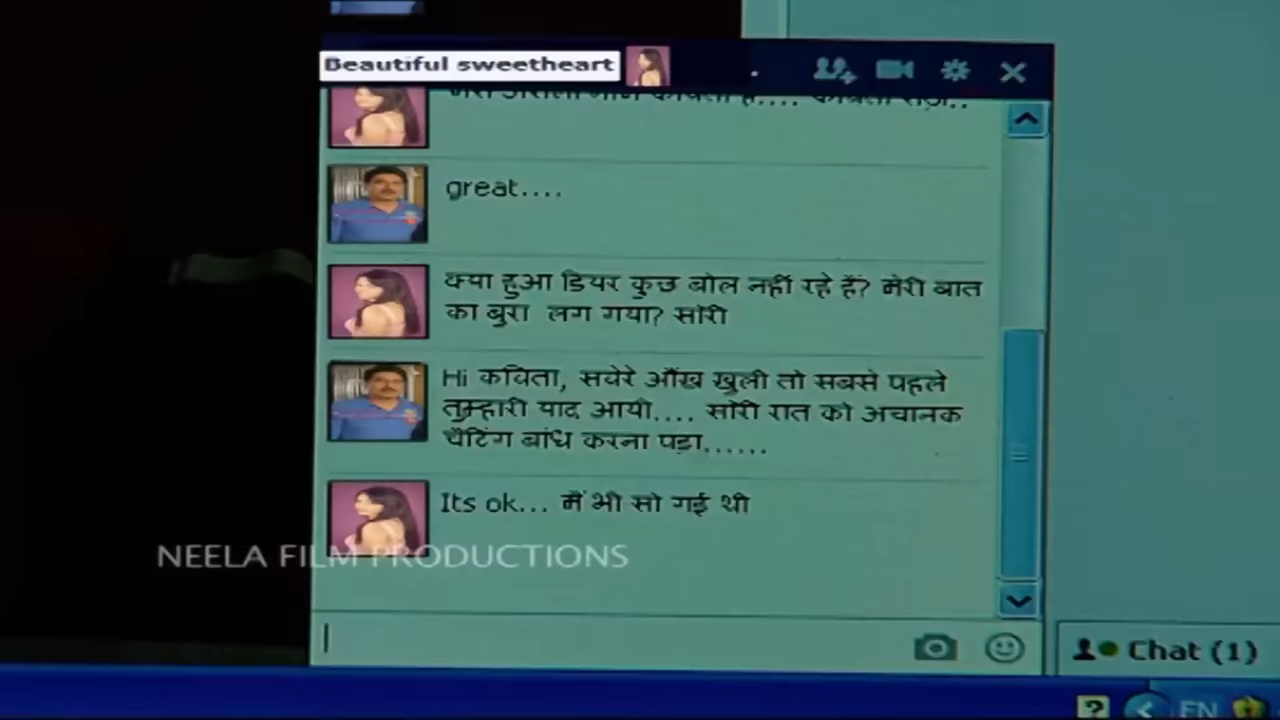 Beautiful sweetheart
great....
क्या हुआ डियर कुछ बोल नहीं रहे हैं? मेरी बात
का बुरा लग गया? सॉरी
Hi कविता, सवेरे आँख खुली तो सबसे पहले
तुम्हारी याद आयी.... सॉरी रात को अचानक
चैटिंग बांध करना पड़ा......
Its ok... मैं भी सो गई थी
NEELA FILM PRODUCTIONS
Chat (1)
EN